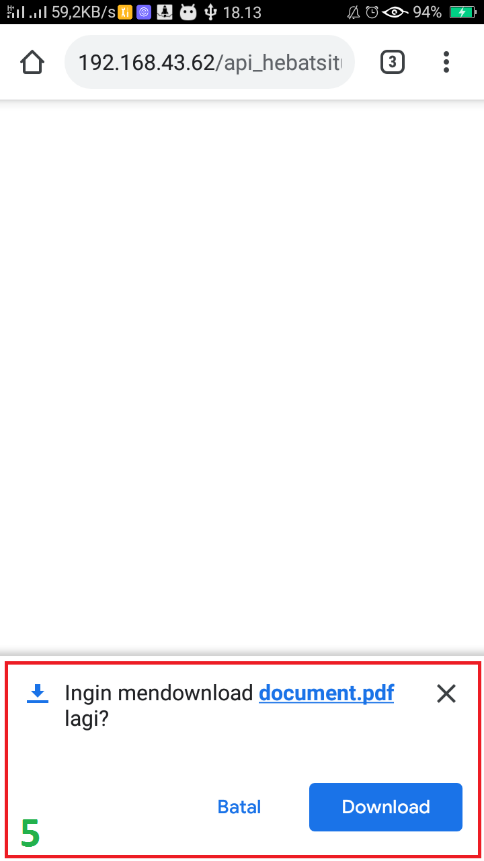 59,2KB/s 18.13 94%
192.168.43.62/api_hebatsit
3
Ingin mendownload document.pdf
lagi?
Batal Download
5